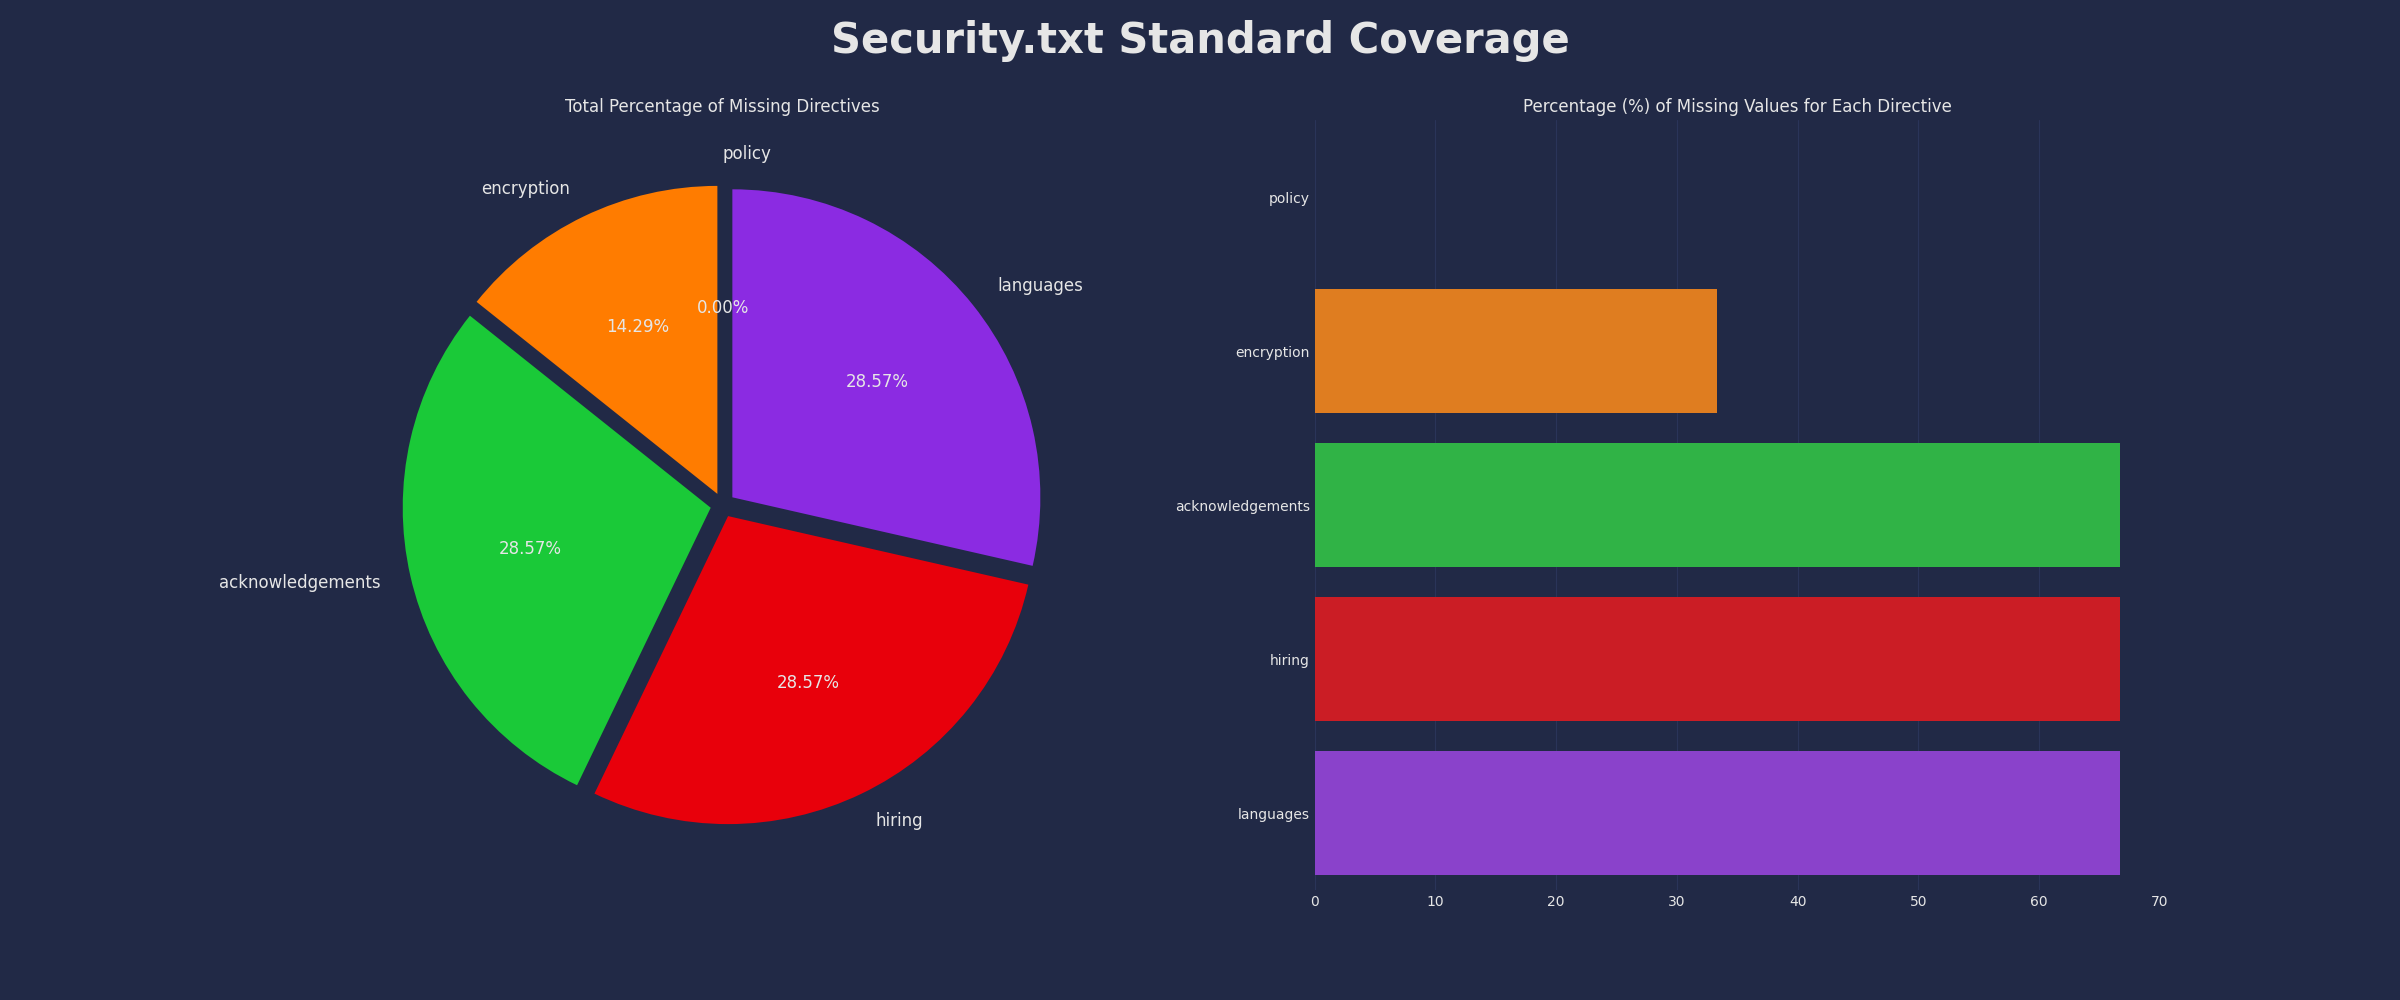 Security.txt Standard Coverage
Total Percentage of Missing Directives
policy
encryption
languages
acknowledgements
hiring
0.00%
14.29%
28.57%
28.57%
28.57%
Percentage (%) of Missing Values for Each Directive
policy
encryption
acknowledgements
hiring
languages
0 10 20 30 40 50 60 70